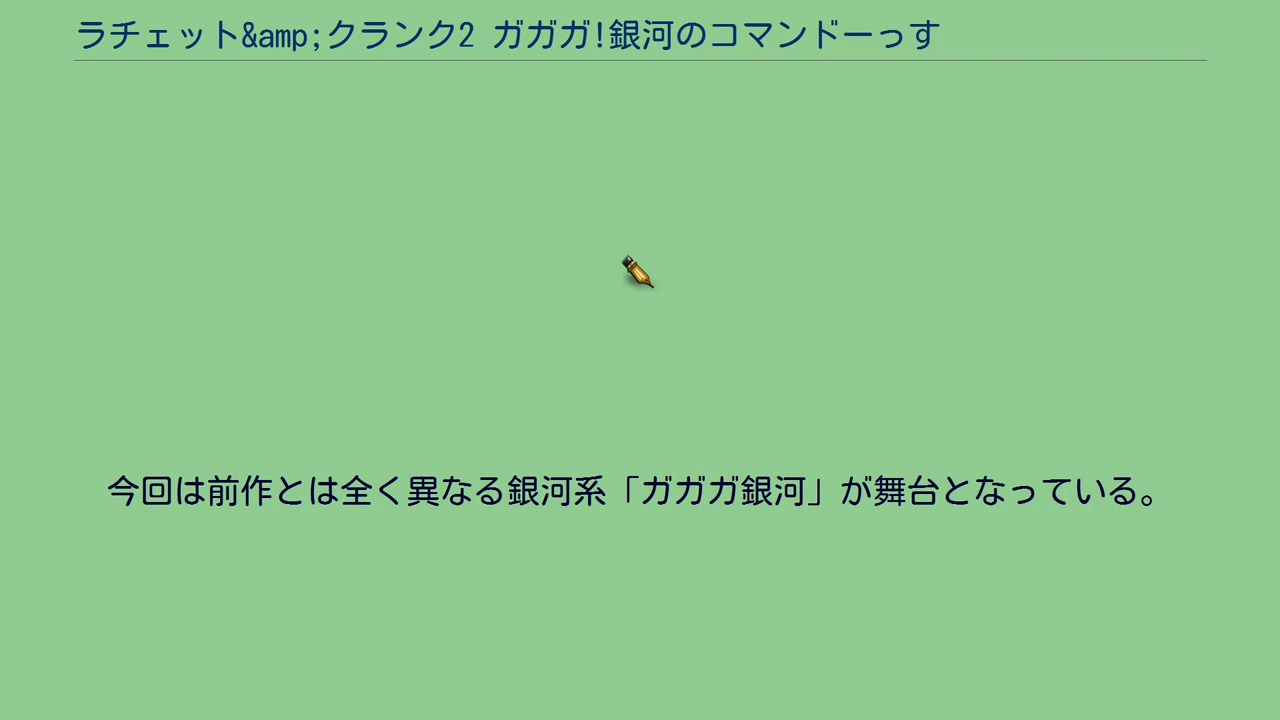 ラチェット&amp;クランク2 ガガガ!銀河のコマンドーっす
今回は前作とは全く異なる銀河系「ガガガ銀河」が舞台となっている。